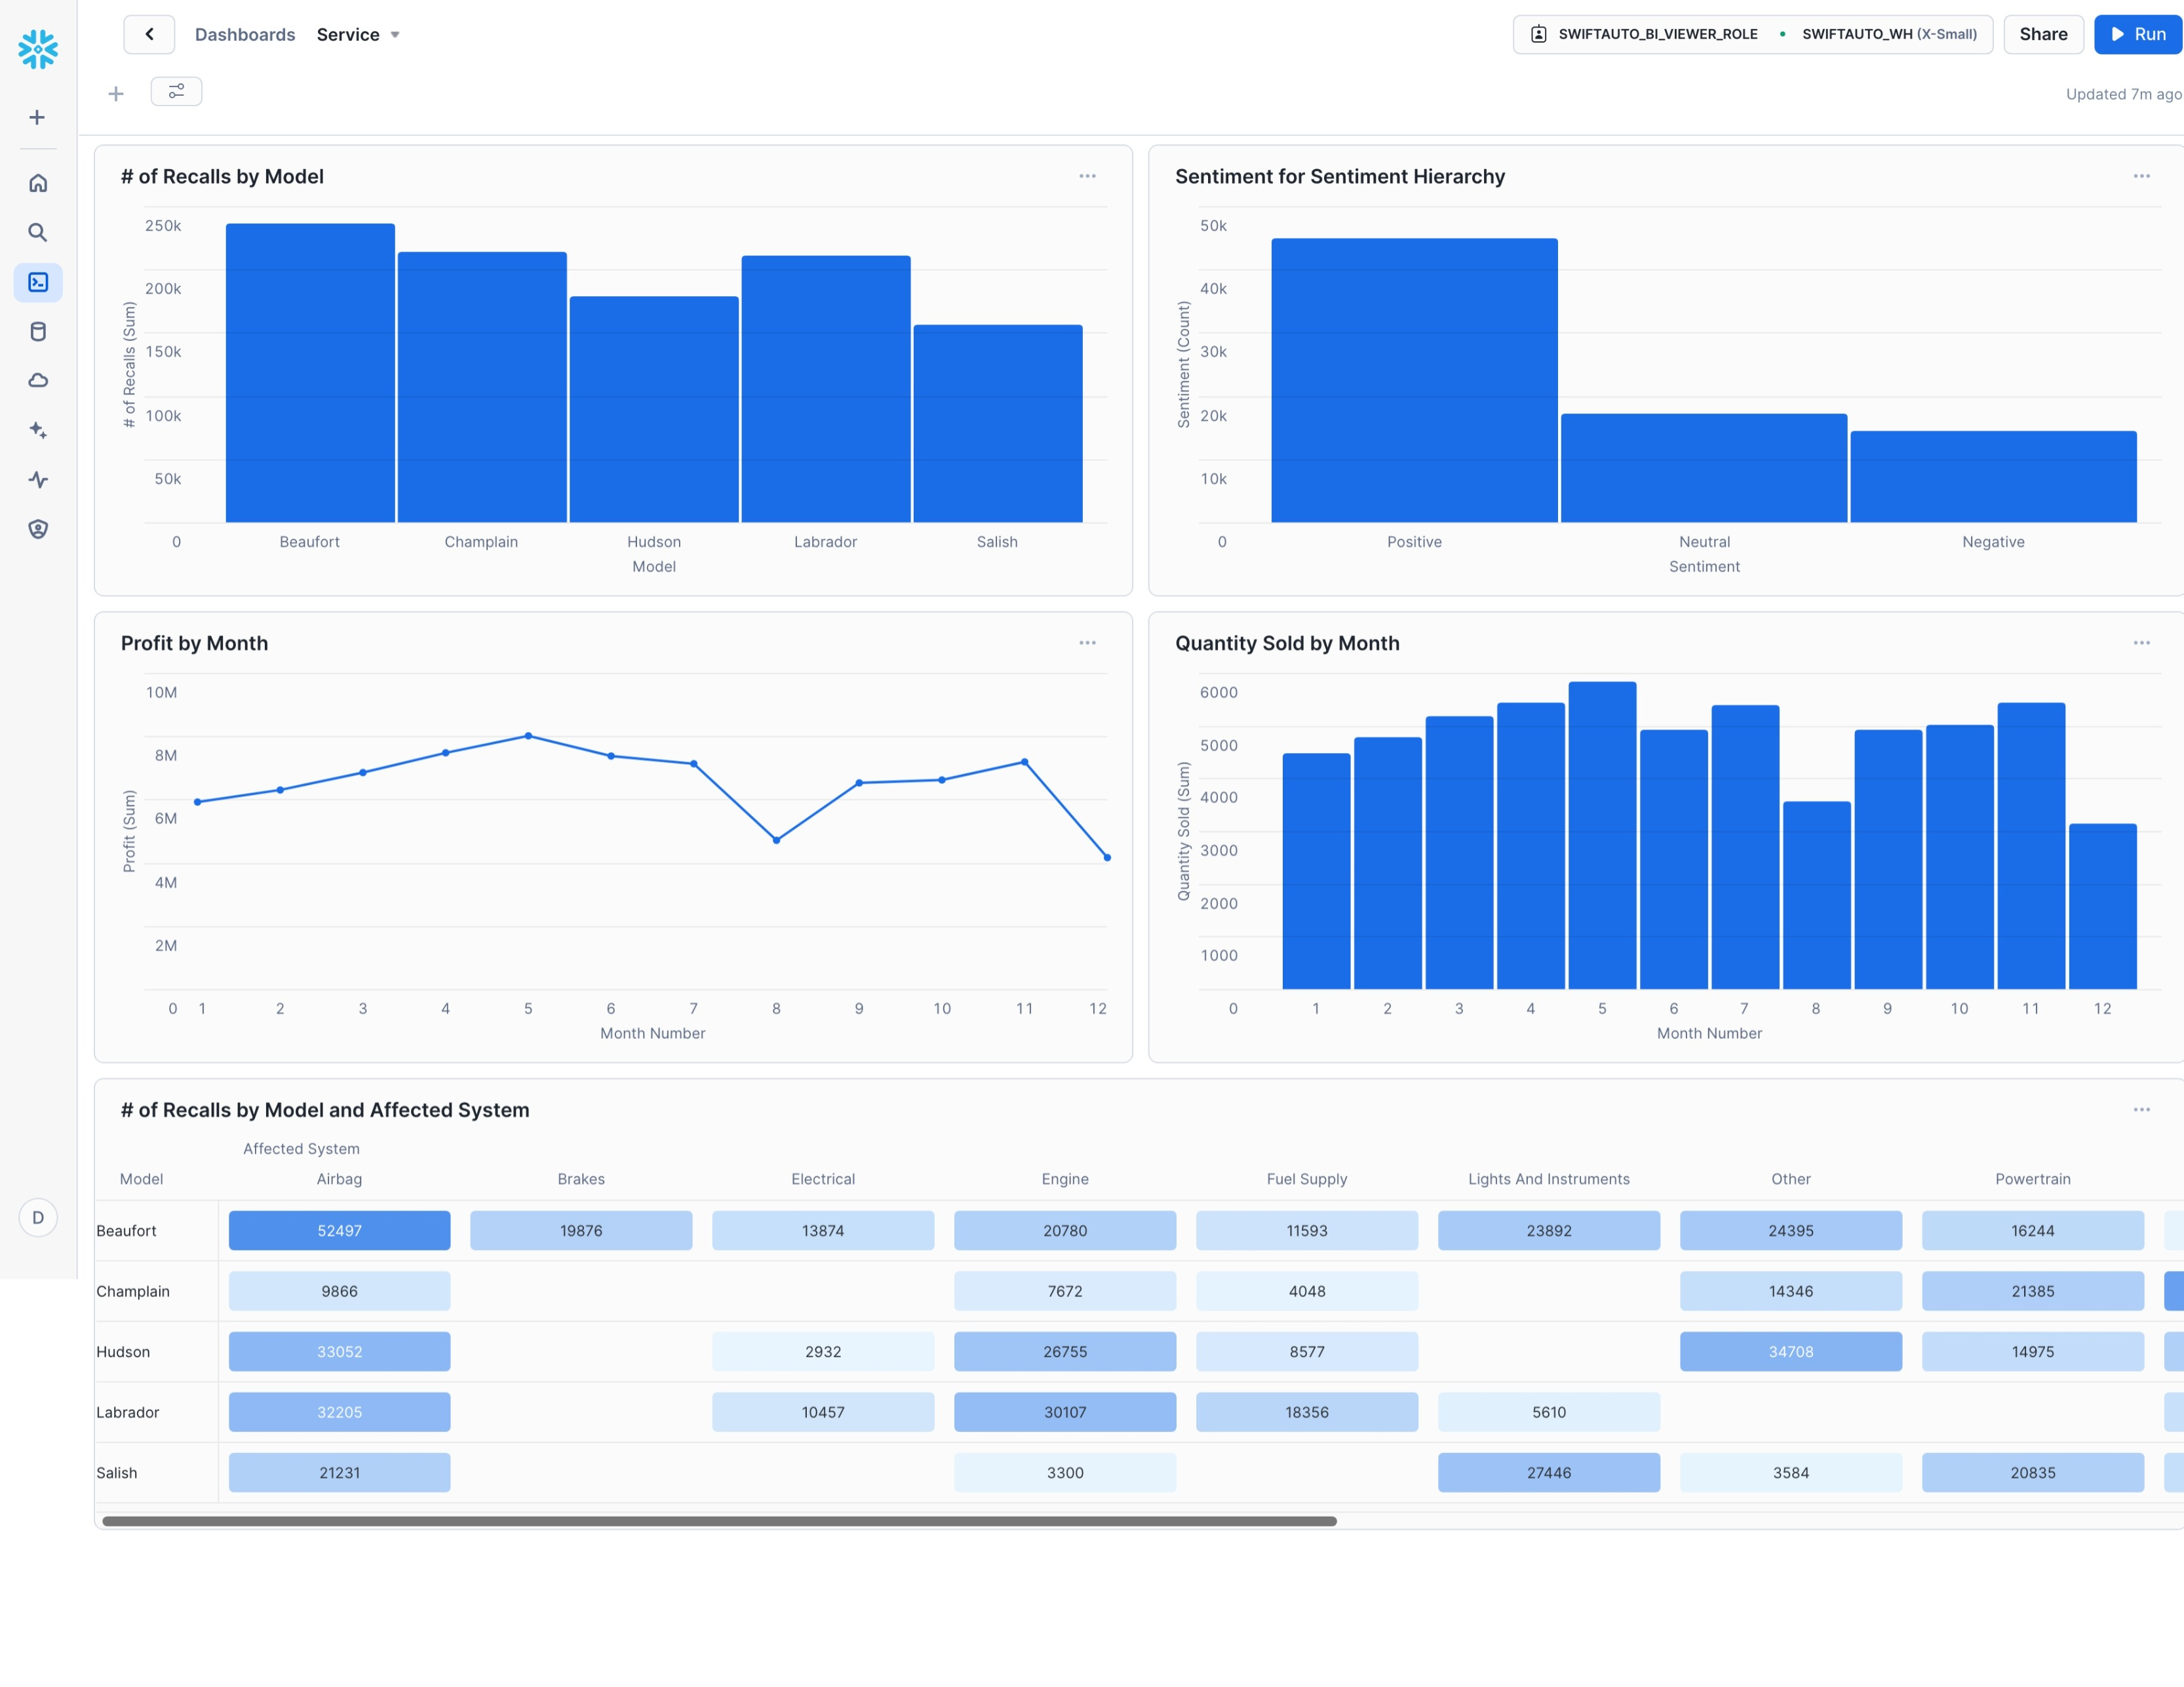 Dashboards Service SWIFTAUTO_BI_VIEWER_ROLE • SWIFTAUTO_WH (X-Small) Share Run
Updated 7m ago
# of Recalls by Model
250k
200k
150k
100k
50k
0
# of Recalls (Sum)
Beaufort Champlain Hudson Labrador Salish
Model
Sentiment for Sentiment Hierarchy
50k
40k
30k
20k
10k
0
Sentiment (Count)
Positive Neutral Negative
Sentiment
Profit by Month
10M
8M
6M
4M
2M
0
Profit (Sum)
1 2 3 4 5 6 7 8 9 10 11 12
Month Number
Quantity Sold by Month
6000
5000
4000
3000
2000
1000
0
Quantity Sold (Sum)
1 2 3 4 5 6 7 8 9 10 11 12
Month Number
# of Recalls by Model and Affected System
Affected System
Model Airbag Brakes Electrical Engine Fuel Supply Lights And Instruments Other Powertrain
Beaufort 52497 19876 13874 20780 11593 23892 24395 16244
Champlain 9866 7672 4048 14346 21385
Hudson 33052 2932 26755 8577 34708 14975
Labrador 32205 10457 30107 18356 5610
Salish 21231 3300 27446 3584 20835
D